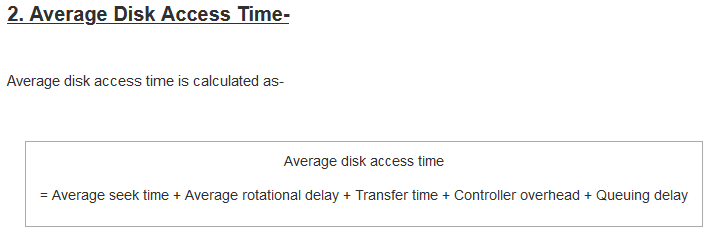 2. Average Disk Access Time-
Average disk access time is calculated as-
Average disk access time
= Average seek time + Average rotational delay + Transfer time + Controller overhead + Queuing delay